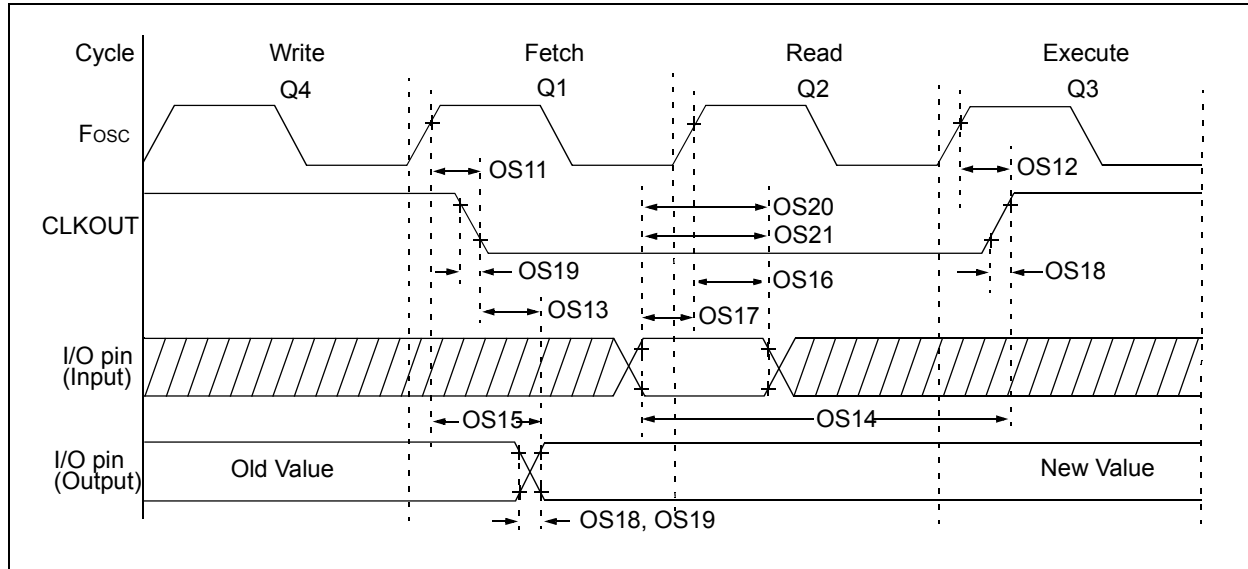 Cycle Write Fetch Read Execute
Q4 Q1 Q2 Q3
FOSC
OS11 OS12
CLKOUT
OS20
OS21
OS19 OS16 OS18
OS13 OS17
I/O pin
(Input)
OS15 OS14
I/O pin
(Output)
Old Value New Value
OS18, OS19